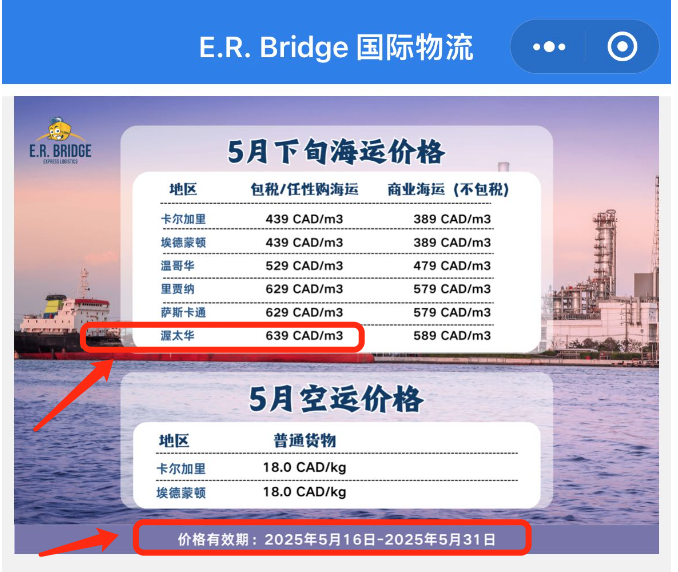 E.R. Bridge 国际物流
E.R. BRIDGE
EXPRESS LOGISTICS
5月下旬海运价格
地区 包税/任性购海运 商业海运（不包税）
卡尔加里 439 CAD/m3 389 CAD/m3
埃德蒙顿 439 CAD/m3 389 CAD/m3
温哥华 529 CAD/m3 479 CAD/m3
里贾纳 629 CAD/m3 579 CAD/m3
萨斯卡通 629 CAD/m3 579 CAD/m3
渥太华 639 CAD/m3 589 CAD/m3
5月空运价格
地区 普通货物
卡尔加里 18.0 CAD/kg
埃德蒙顿 18.0 CAD/kg
价格有效期：2025年5月16日-2025年5月31日